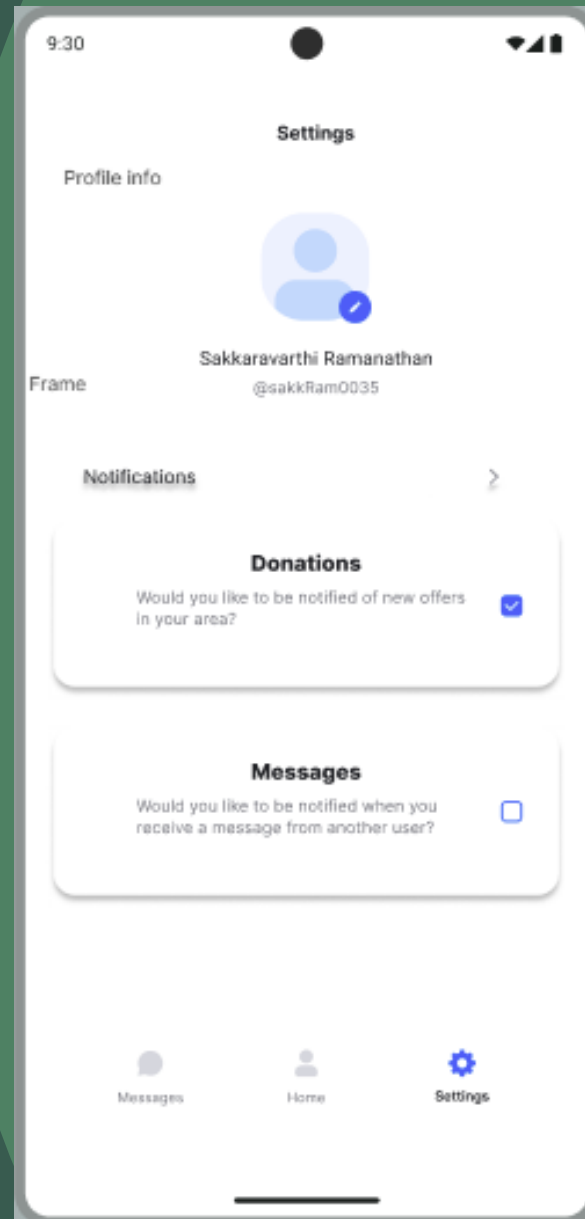 9:30
Settings
Profile info
Sakkaravarthi Ramanathan
Frame
@sakkRam0035
Notifications
Donations
Would you like to be notified of new offers
in your area?
Messages
Would you like to be notified when you
receive a message from another user?
Messages
Home
Settings